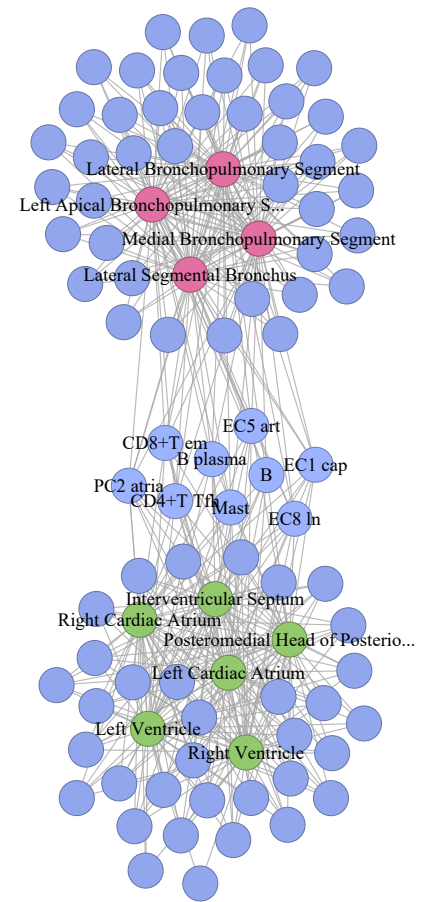 Lateral Bronchopulmonary Segment
Left Apical Bronchopulmonary S...
Medial Bronchopulmonary Segment
Lateral Segmental Bronchus
EC5 art
CD8+T em
B plasma
EC1 cap
B
PC2 atria
CD4+T Tfh
Mast
EC8 ln
Interventricular Septum
Right Cardiac Atrium
Posteromedial Head of Posterio...
Left Cardiac Atrium
Left Ventricle
Right Ventricle